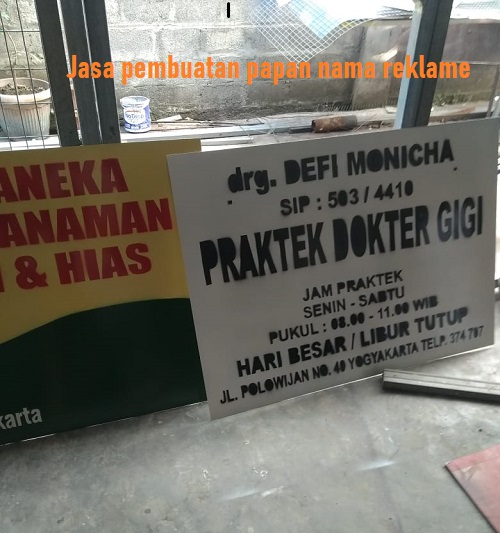 Jasa pembuatan papan nama reklame
ANEKA
ANAMAN
& HIAS
karta
drg. DEFI MONICHA
SIP : 503 / 4410
PRAKTEK DOKTER GIGI
JAM PRAKTEK
SENIN - SABTU
PUKUL : 08.00 - 11.00 WIB
HARI BESAR / LIBUR TUTUP
JL. POLOWIJAN NO. 40 YOGYAKARTA TELP. 374 707